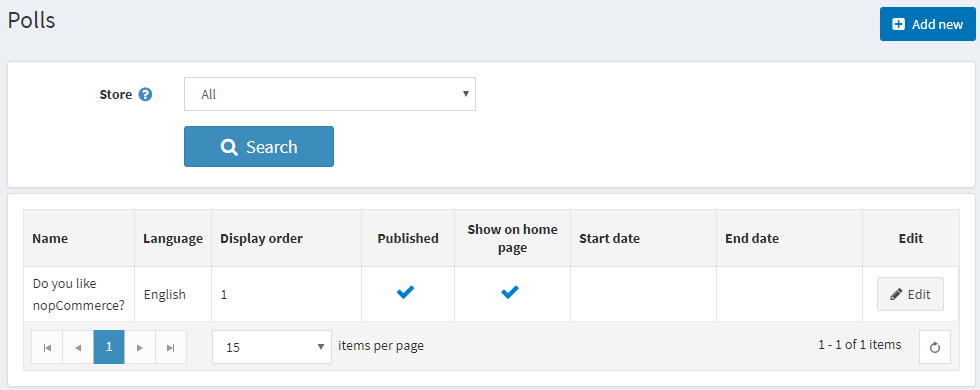 Polls
Add new
Store ?
All
Search
Name Language Display order Published Show on home Start date End date Edit
page
Do you like
nopCommerce? English 1 Edit
1 15 items per page 1 - 1 of 1 items